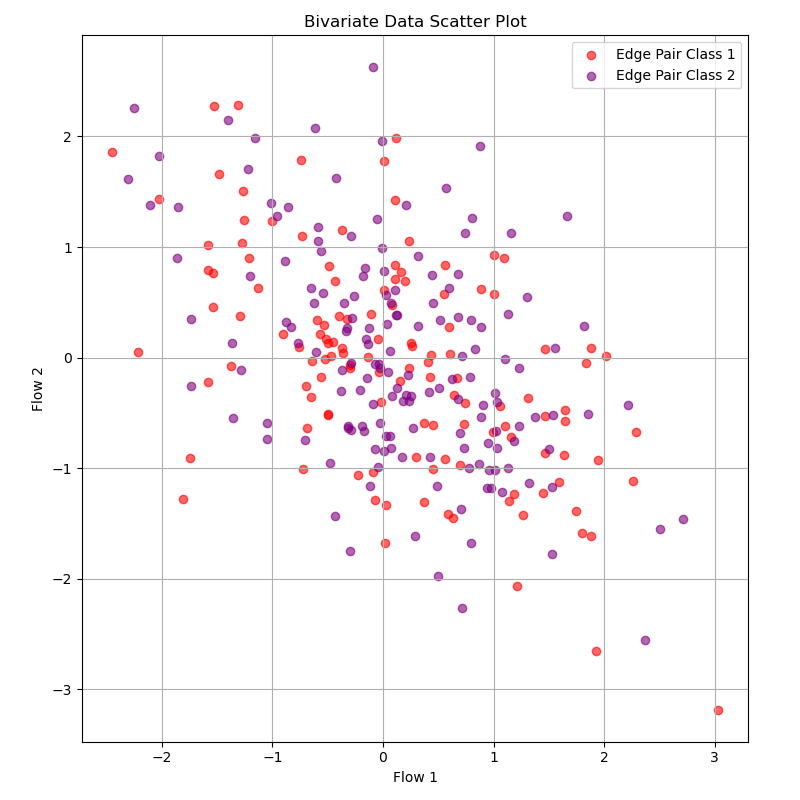 Bivariate Data Scatter Plot
Edge Pair Class 1
Edge Pair Class 2
2
1
0
−1
−2
−3
Flow 2
−2 −1 0 1 2 3
Flow 1